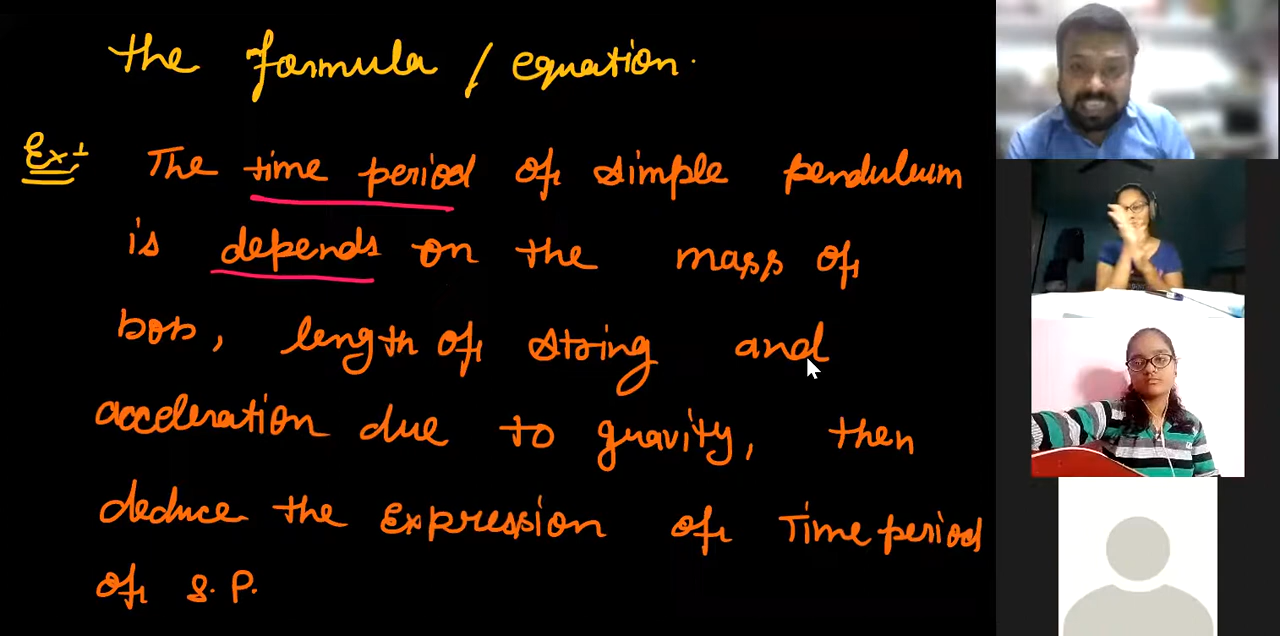 the formula / equation.
Ex:
The time period of simple pendulum
is depends on the mass of
bob, length of string and
acceleration due to gravity, then
deduce the Expression of Time period
of S.P.